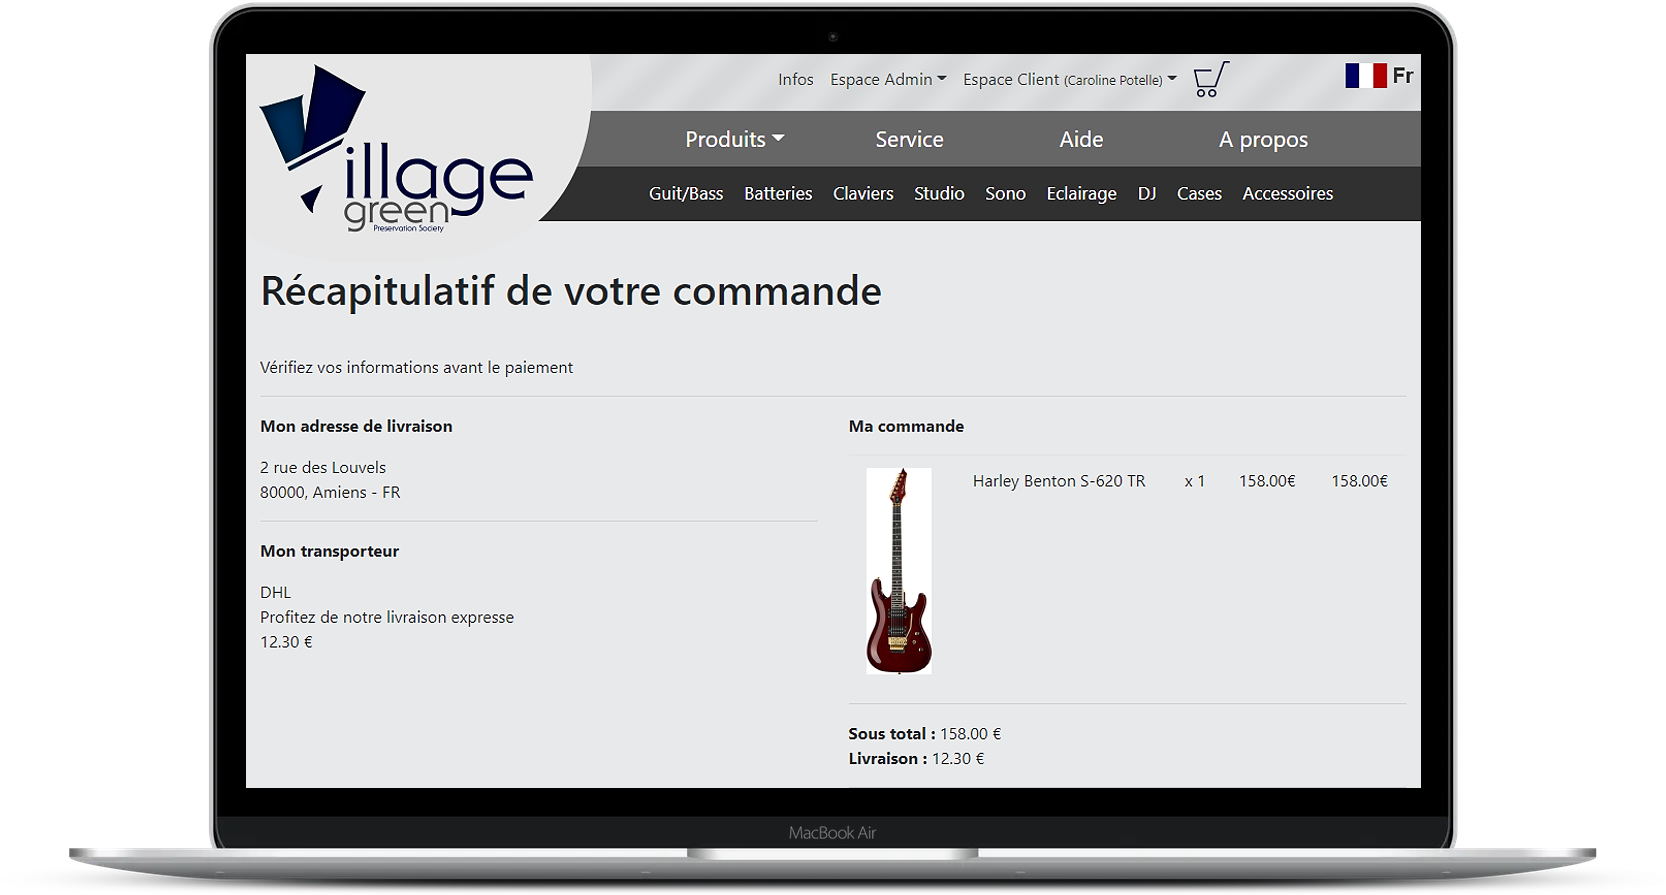 Infos Espace Admin Espace Client (Caroline Potelle) Fr
Produits Service Aide A propos
Guit/Bass Batteries Claviers Studio Sono Eclairage DJ Cases Accessoires
illage
green
Preservation Society
Récapitulatif de votre commande
Vérifiez vos informations avant le paiement
Mon adresse de livraison
2 rue des Louvels
80000, Amiens - FR
Mon transporteur
DHL
Profitez de notre livraison expresse
12.30 €
Ma commande
Harley Benton S-620 TR x 1 158.00€ 158.00€
Sous total : 158.00 €
Livraison : 12.30 €
MacBook Air